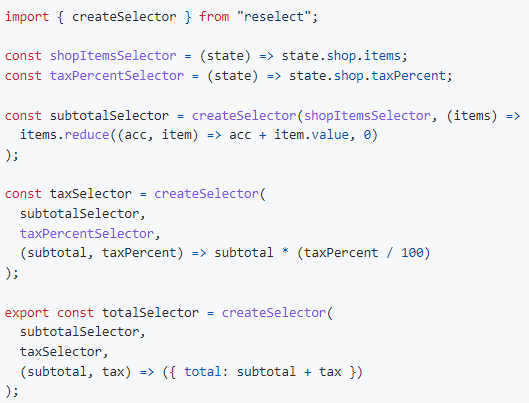 import { createSelector } from "reselect";

const shopItemsSelector = (state) => state.shop.items;
const taxPercentSelector = (state) => state.shop.taxPercent;

const subtotalSelector = createSelector(shopItemsSelector, (items) =>
  items.reduce((acc, item) => acc + item.value, 0)
);

const taxSelector = createSelector(
  subtotalSelector,
  taxPercentSelector,
  (subtotal, taxPercent) => subtotal * (taxPercent / 100)
);

export const totalSelector = createSelector(
  subtotalSelector,
  taxSelector,
  (subtotal, tax) => ({ total: subtotal + tax })
);